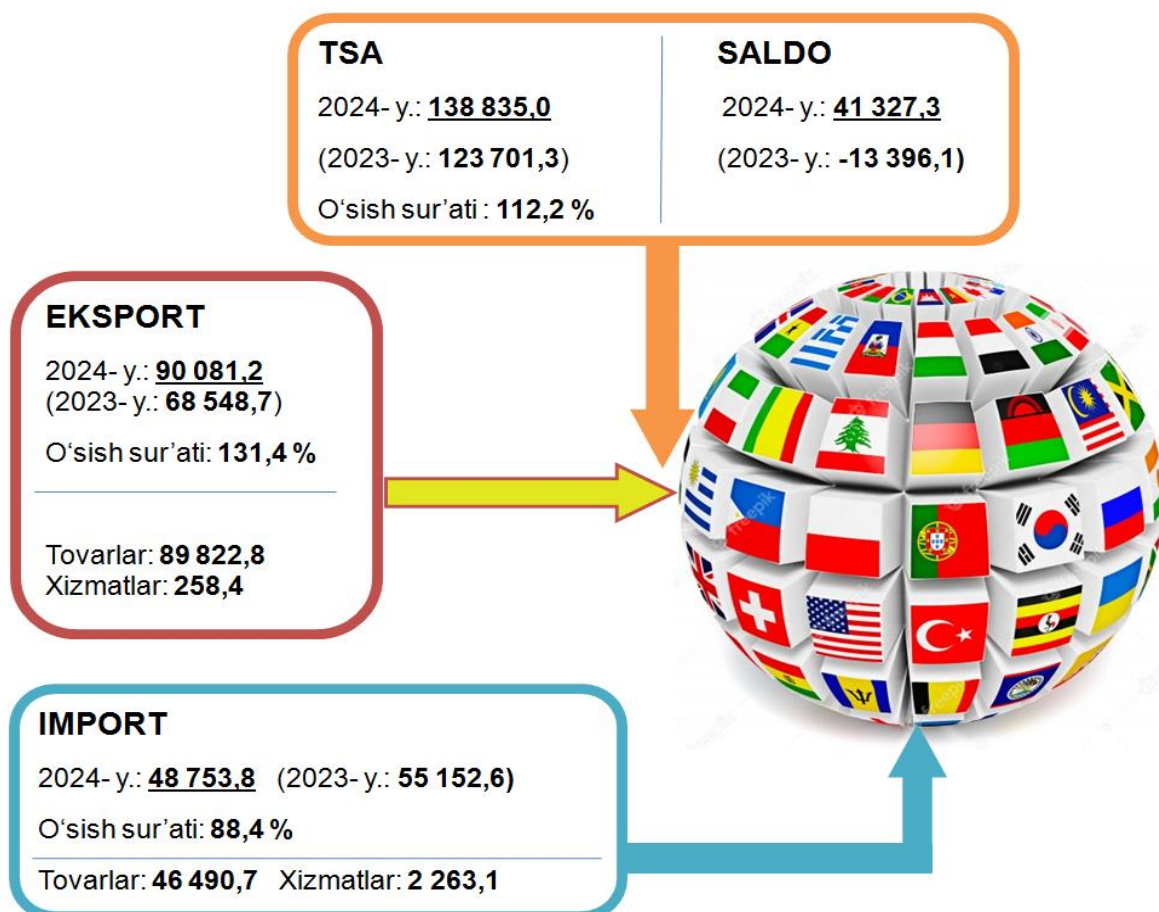 TSA
2024- y.: 138 835,0
(2023- y.: 123 701,3)
O‘sish sur’ati : 112,2 %
SALDO
2024- y.: 41 327,3
(2023- y.: -13 396,1)
EKSPORT
2024- y.: 90 081,2
(2023- y.: 68 548,7)
O‘sish sur’ati: 131,4 %
Tovarlar: 89 822,8
Xizmatlar: 258,4
IMPORT
2024- y.: 48 753,8 (2023- y.: 55 152,6)
O‘sish sur’ati: 88,4 %
Tovarlar: 46 490,7 Xizmatlar: 2 263,1